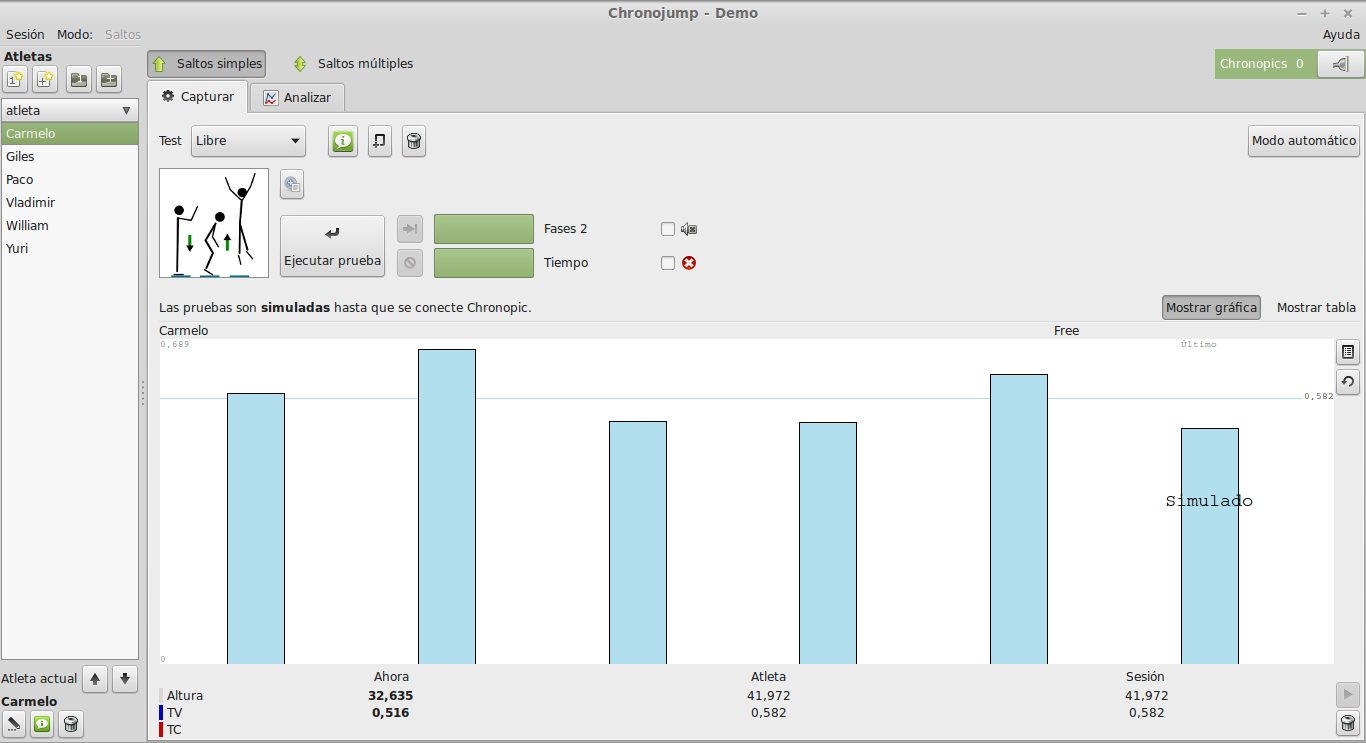 Chronojump - Demo
Sesión Modo: Saltos Ayuda
Atletas
Saltos simples Saltos múltiples
Chronopics 0
Capturar Analizar
atleta
Carmelo
Giles
Paco
Vladimir
William
Yuri
Test Libre
Modo automático
Ejecutar prueba
Fases 2
Tiempo
Las pruebas son simuladas hasta que se conecte Chronopic.
Mostrar gráfica Mostrar tabla
Carmelo Free
0,689 Último
0,582
Simulado
0
Ahora Atleta Sesión
Altura 32,635 41,972 41,972
TV 0,516 0,582 0,582
TC
Atleta actual
Carmelo